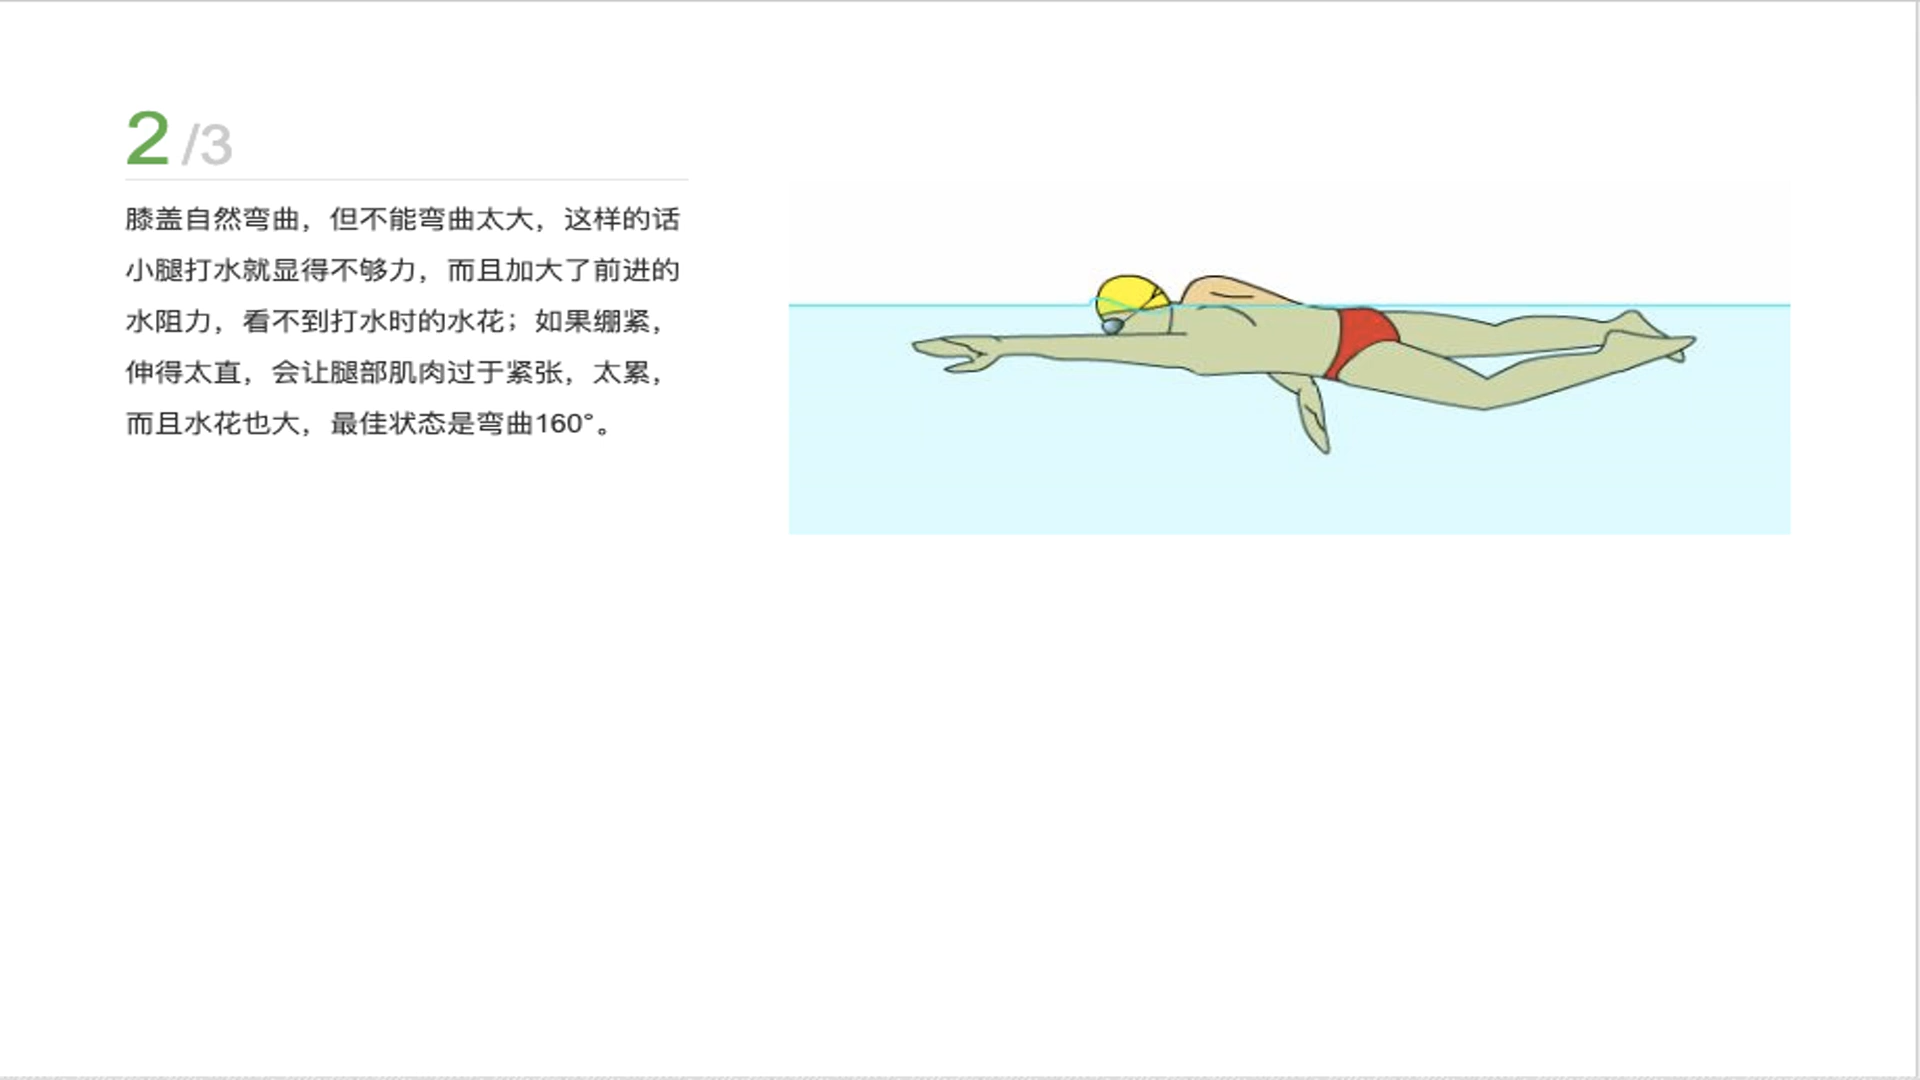 2/3
膝盖自然弯曲，但不能弯曲太大，这样的话
小腿打水就显得不够力，而且加大了前进的
水阻力，看不到打水时的水花；如果绷紧，
伸得太直，会让腿部肌肉过于紧张，太累，
而且水花也大，最佳状态是弯曲160°。